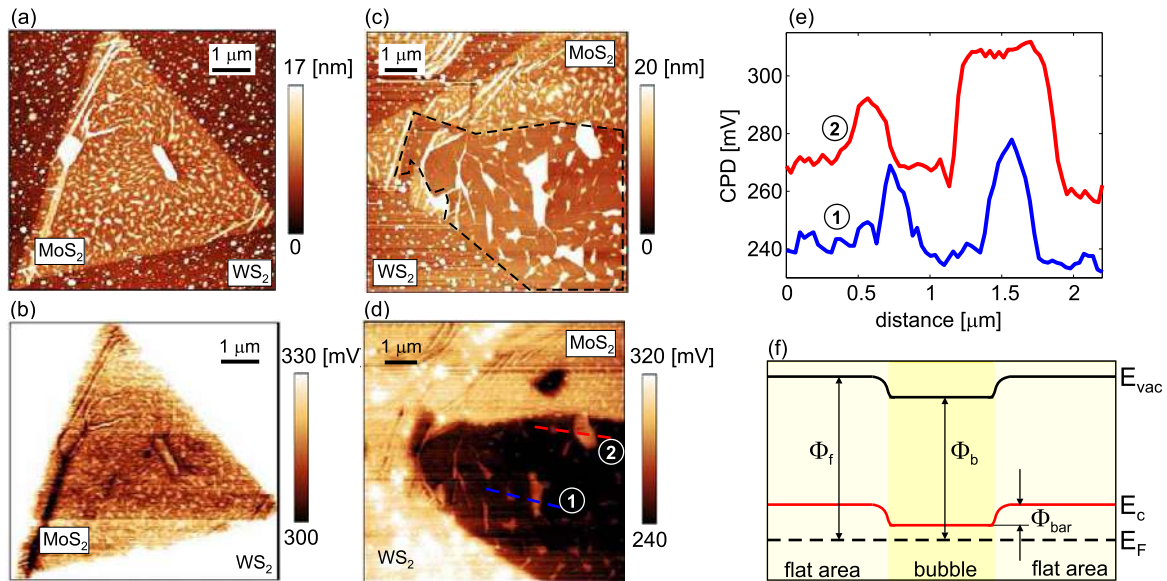 (a)
MoS2
WS2
1 μm
17 [nm]
0
(b)
MoS2
WS2
1 μm
330 [mV]
300
(c)
MoS2
WS2
1 μm
20 [nm]
0
(d)
MoS2
WS2
1 μm
1
2
320 [mV]
240
(e)
CPD [mV]
300
280
260
240
2
1
0
0.5
1
1.5
2
distance [μm]
(f)
Evac
Φf
Φb
Ec
Φbar
EF
flat area
bubble
flat area